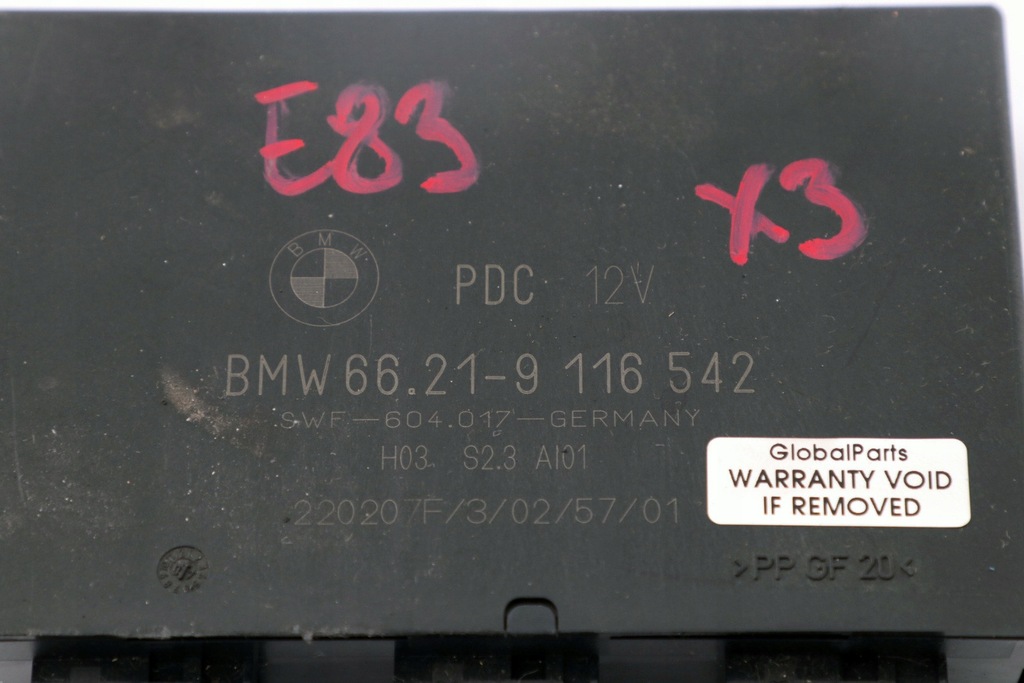 E83
X3
BMW
PDC 12V
BMW 66.21-9 116 542
SWF-604.017-GERMANY
H03 S2.3 AI01
220207F/3/02/57/01
GlobalParts
WARRANTY VOID
IF REMOVED
>PP GF 20<